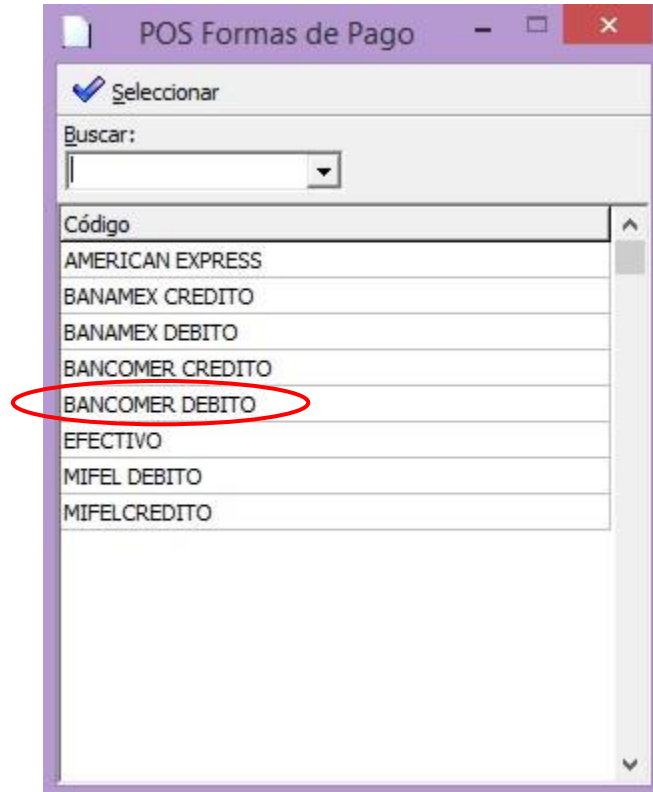 POS Formas de Pago
Seleccionar
Buscar:
Código
AMERICAN EXPRESS
BANAMEX CREDITO
BANAMEX DEBITO
BANCOMER CREDITO
BANCOMER DEBITO
EFECTIVO
MIFEL DEBITO
MIFELCREDITO